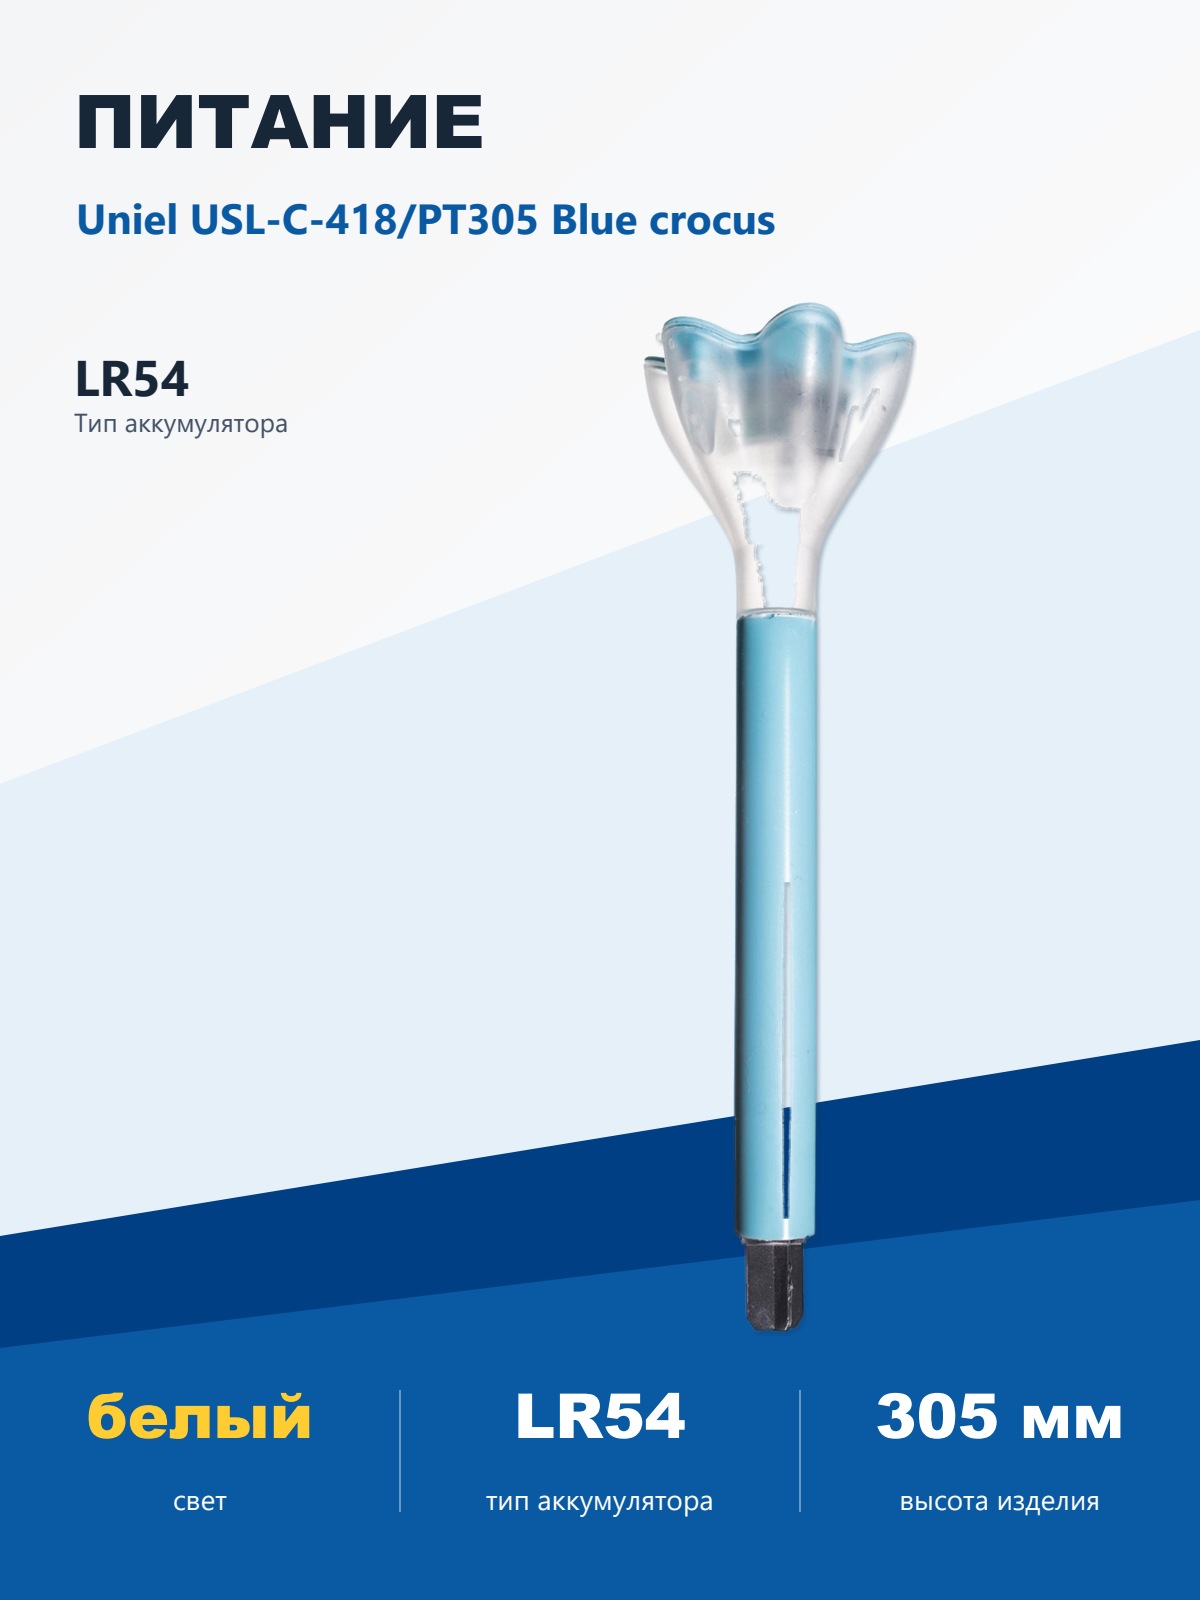 ПИТАНИЕ
Uniel USL-C-418/PT305 Blue crocus
LR54
Тип аккумулятора
белый
свет
LR54
тип аккумулятора
305 мм
высота изделия